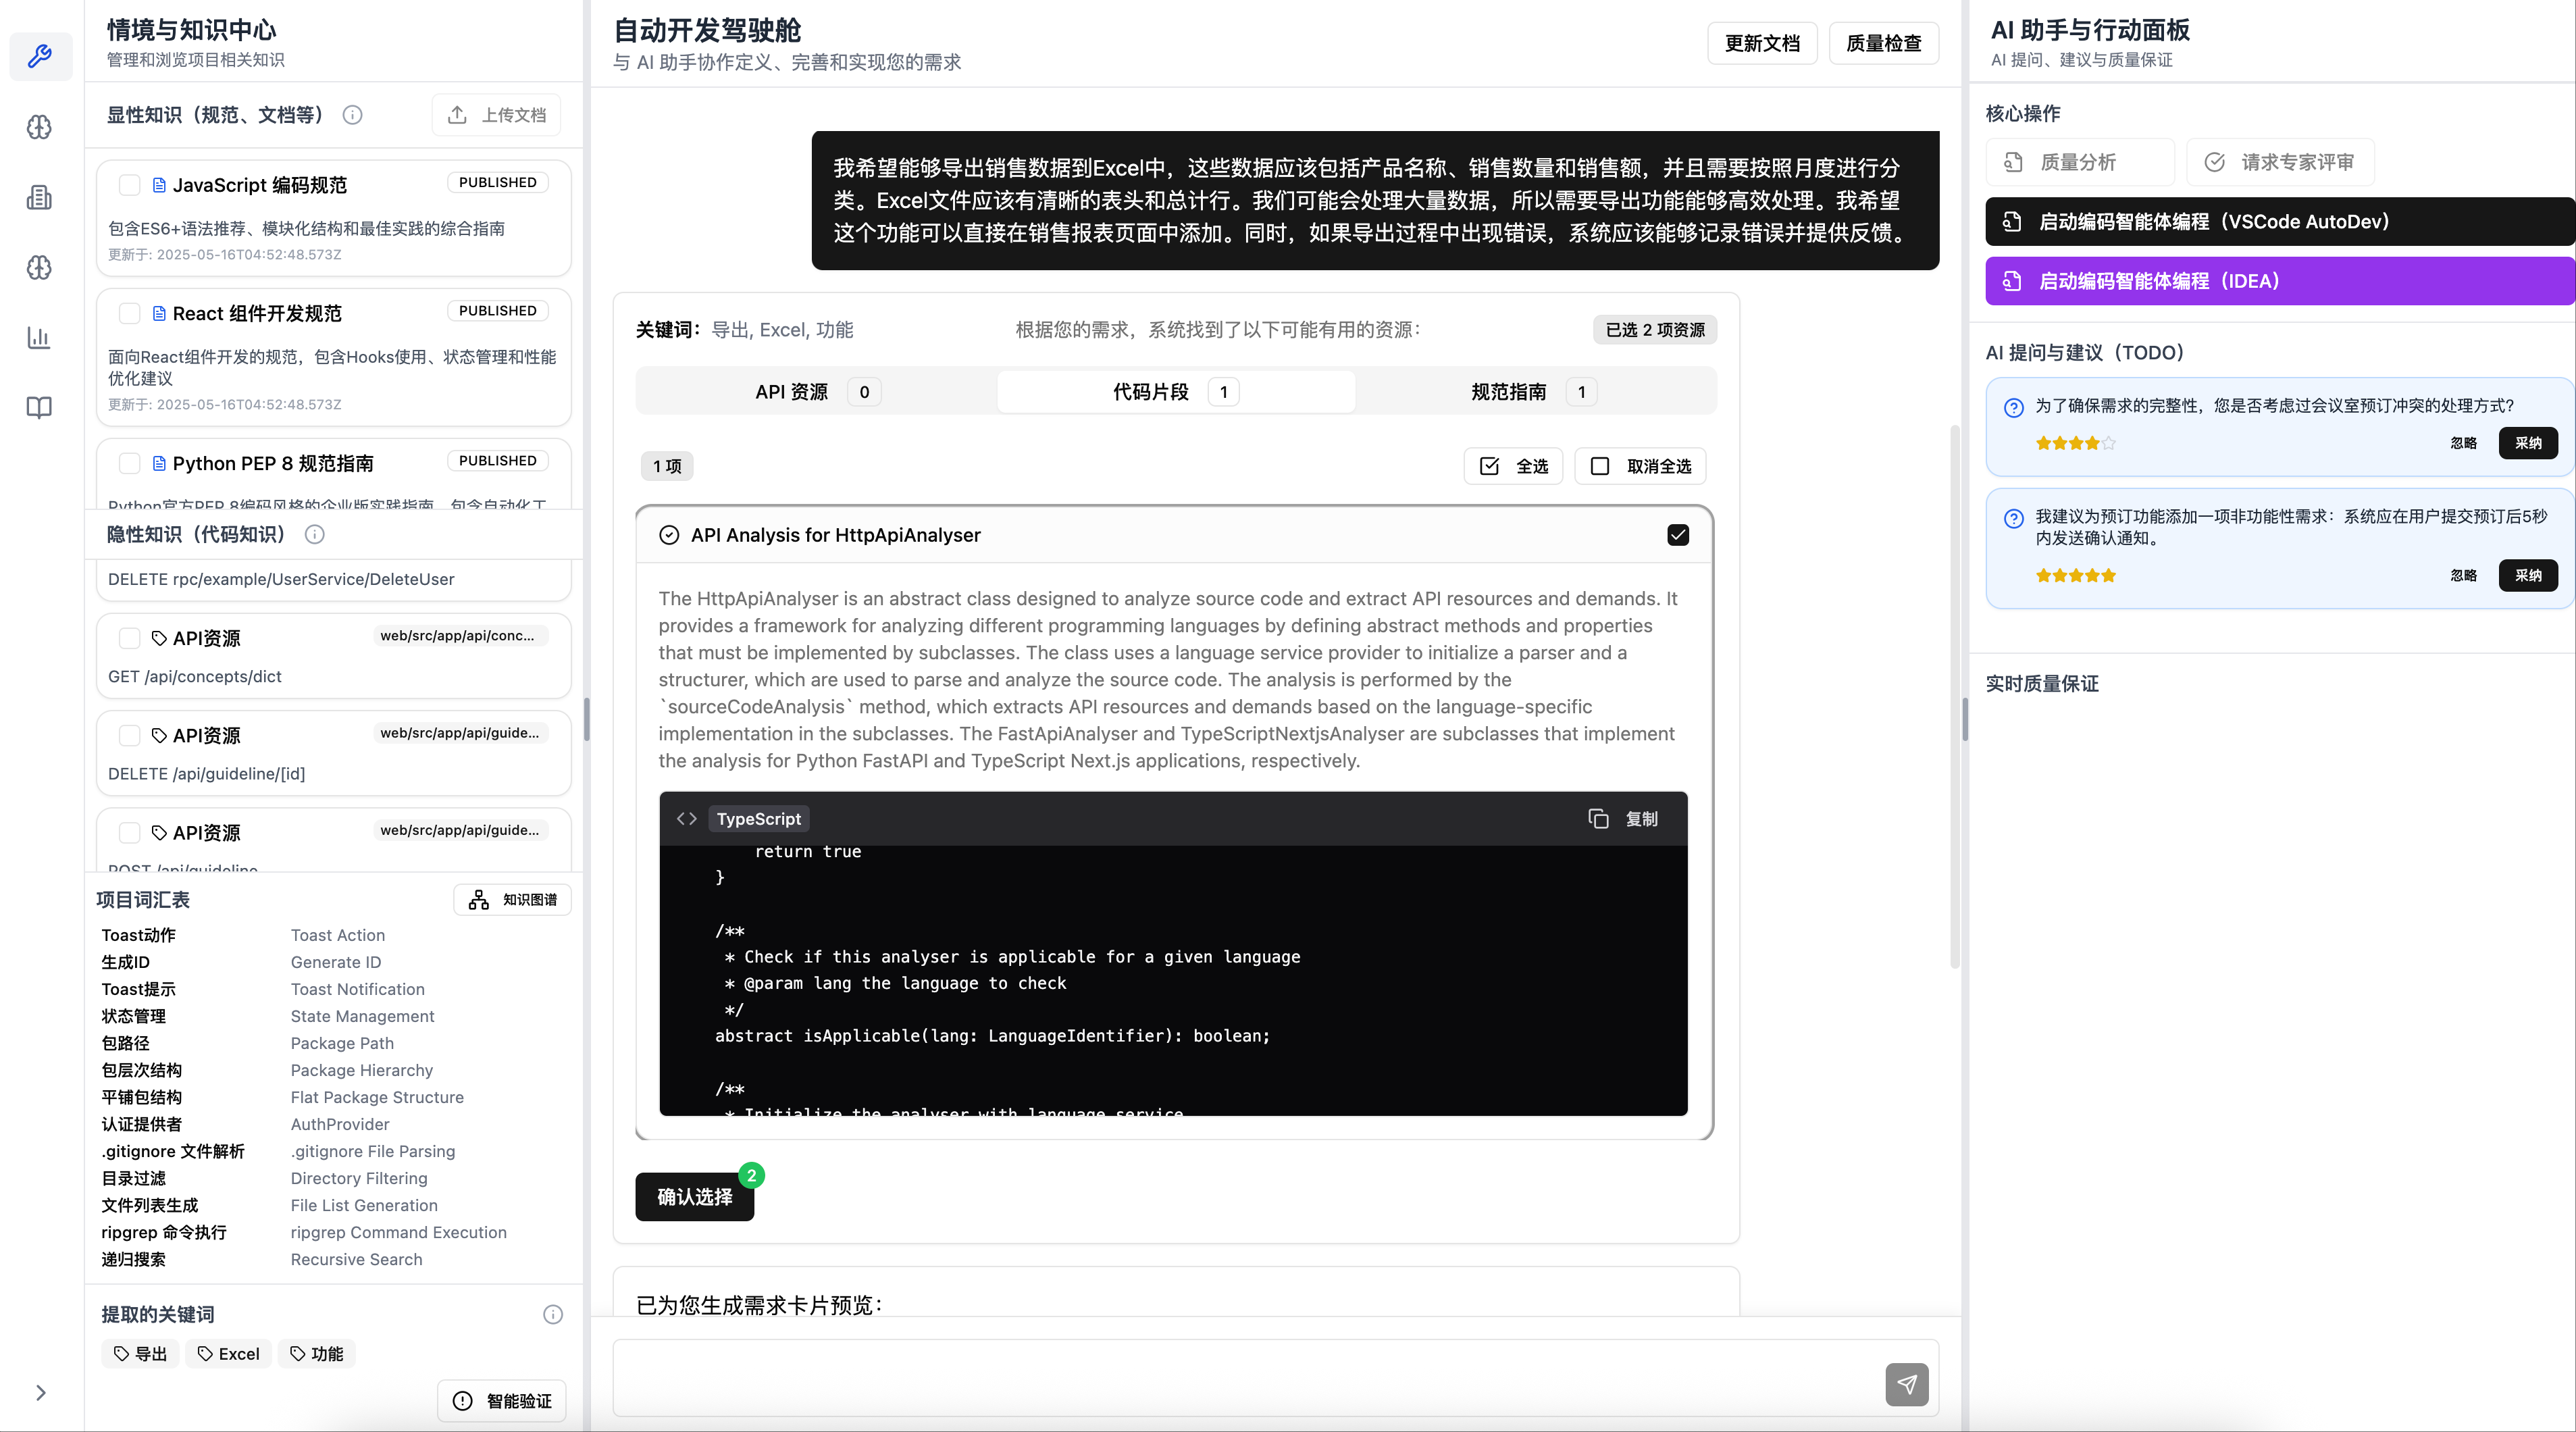 情境与知识中心
管理和浏览项目相关知识
显性知识（规范、文档等）
上传文档
JavaScript 编码规范
PUBLISHED
包含ES6+语法推荐、模块化结构和最佳实践的综合指南
更新于: 2025-05-16T04:52:48.573Z
React 组件开发规范
PUBLISHED
面向React组件开发的规范，包含Hooks使用、状态管理和性能
优化建议
更新于: 2025-05-16T04:52:48.573Z
Python PEP 8 规范指南
PUBLISHED
Python官方PEP 8编码风格的企业版实践指南，包含自动化工
隐性知识（代码知识）
DELETE rpc/example/UserService/DeleteUser
API资源
web/src/app/api/conc...
GET /api/concepts/dict
API资源
web/src/app/api/guide...
DELETE /api/guideline/[id]
API资源
web/src/app/api/guide...
POST /api/guideline
项目词汇表
知识图谱
Toast动作 Toast Action
生成ID Generate ID
Toast提示 Toast Notification
状态管理 State Management
包路径 Package Path
包层次结构 Package Hierarchy
平铺包结构 Flat Package Structure
认证提供者 AuthProvider
.gitignore 文件解析 .gitignore File Parsing
目录过滤 Directory Filtering
文件列表生成 File List Generation
ripgrep 命令执行 ripgrep Command Execution
递归搜索 Recursive Search
提取的关键词
导出 Excel 功能
智能验证
自动开发驾驶舱
与 AI 助手协作定义、完善和实现您的需求
更新文档 质量检查
我希望能够导出销售数据到Excel中，这些数据应该包括产品名称、销售数量和销售额，并且需要按照月度进行分
类。Excel文件应该有清晰的表头和总计行。我们可能会处理大量数据，所以需要导出功能能够高效处理。我希望
这个功能可以直接在销售报表页面中添加。同时，如果导出过程中出现错误，系统应该能够记录错误并提供反馈。
关键词：导出, Excel, 功能
根据您的需求，系统找到了以下可能有用的资源：
已选 2 项资源
API 资源 0
代码片段 1
规范指南 1
1 项
全选 取消全选
API Analysis for HttpApiAnalyser
The HttpApiAnalyser is an abstract class designed to analyze source code and extract API resources and demands. It
provides a framework for analyzing different programming languages by defining abstract methods and properties
that must be implemented by subclasses. The class uses a language service provider to initialize a parser and a
structurer, which are used to parse and analyze the source code. The analysis is performed by the
`sourceCodeAnalysis` method, which extracts API resources and demands based on the language-specific
implementation in the subclasses. The FastApiAnalyser and TypeScriptNextjsAnalyser are subclasses that implement
the analysis for Python FastAPI and TypeScript Next.js applications, respectively.
TypeScript
复制
return true
}
/**
* Check if this analyser is applicable for a given language
* @param lang the language to check
*/
abstract isApplicable(lang: LanguageIdentifier): boolean;
/**
* Initialize the analyser with language service
确认选择 2
已为您生成需求卡片预览：
AI 助手与行动面板
AI 提问、建议与质量保证
核心操作
质量分析 请求专家评审
启动编码智能体编程（VSCode AutoDev）
启动编码智能体编程（IDEA）
AI 提问与建议（TODO）
为了确保需求的完整性，您是否考虑过会议室预订冲突的处理方式？
忽略 采纳
我建议为预订功能添加一项非功能性需求：系统应在用户提交预订后5秒
内发送确认通知。
忽略 采纳
实时质量保证